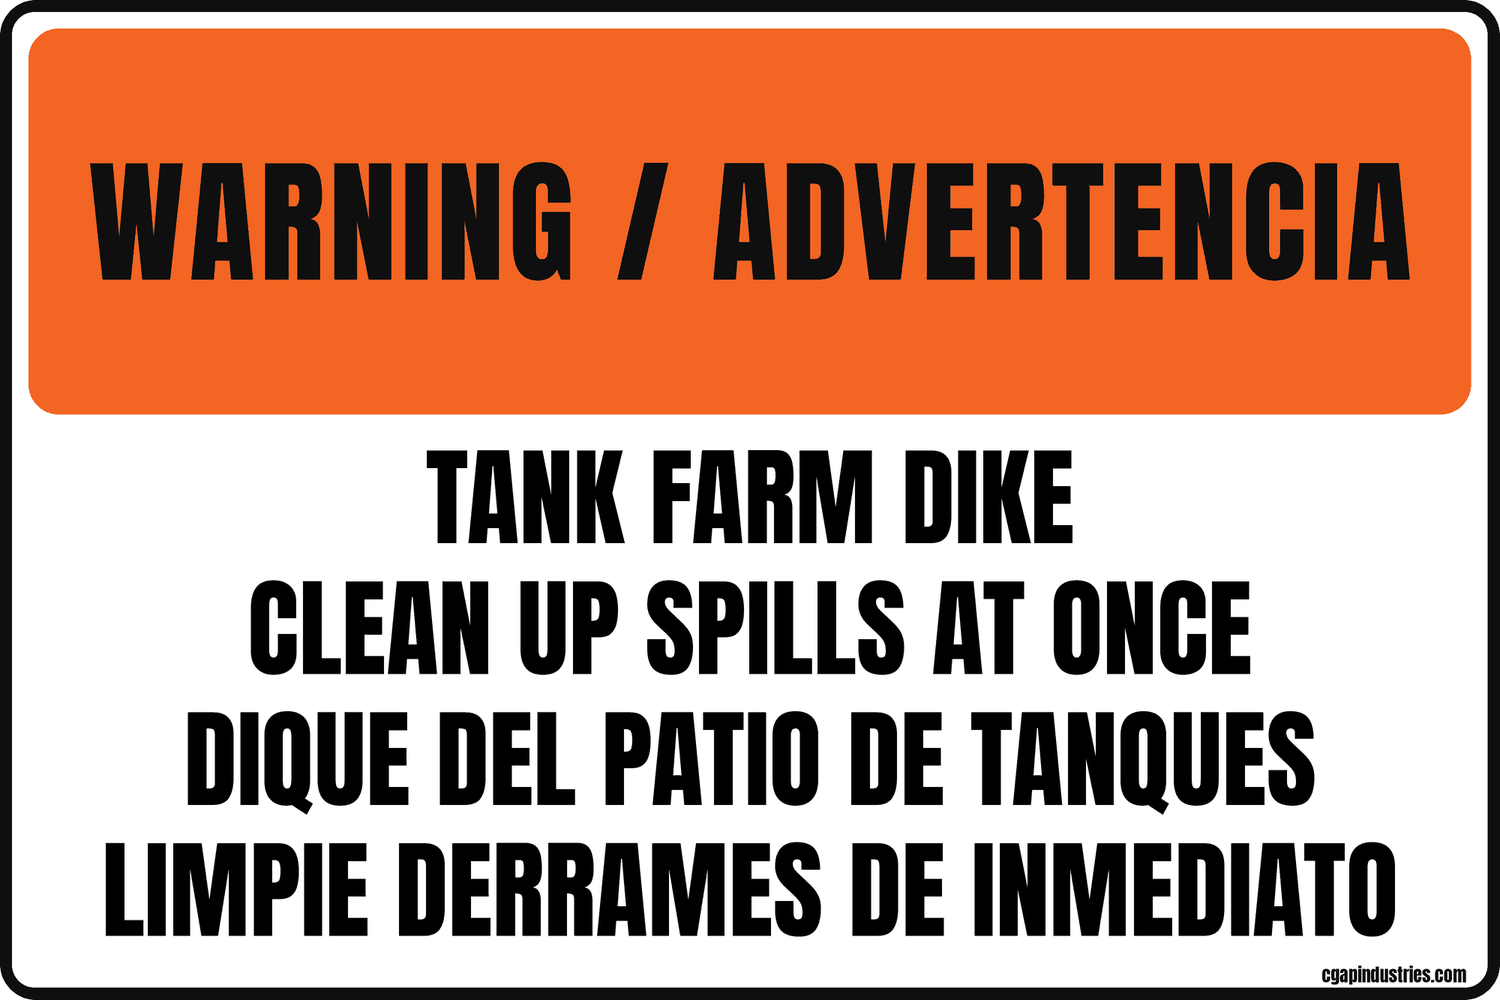 WARNING / ADVERTENCIA
TANK FARM DIKE
CLEAN UP SPILLS AT ONCE
DIQUE DEL PATIO DE TANQUES
LIMPIE DERRAMES DE INMEDIATO
cgapindustries.com